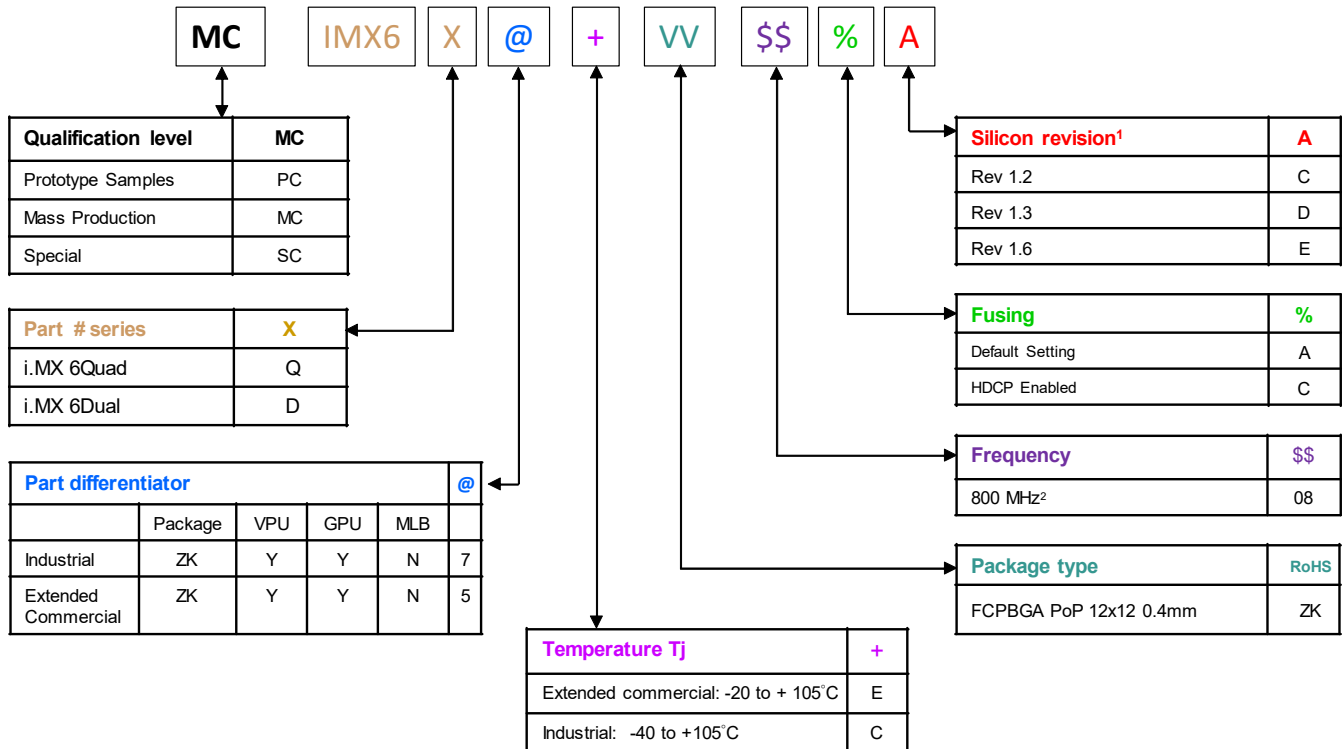 MC IMX6 X @ + VV $$ % A
Qualification level MC
Prototype Samples PC
Mass Production MC
Special SC
Part # series X
i.MX 6Quad Q
i.MX 6Dual D
Part differentiator @
Package VPU GPU MLB
Industrial ZK Y Y N 7
Extended Commercial ZK Y Y N 5
Temperature Tj +
Extended commercial: -20 to + 105°C E
Industrial: -40 to +105°C C
Silicon revision¹ A
Rev 1.2 C
Rev 1.3 D
Rev 1.6 E
Fusing %
Default Setting A
HDCP Enabled C
Frequency $$
800 MHz² 08
Package type RoHS
FCPBGA PoP 12x12 0.4mm ZK